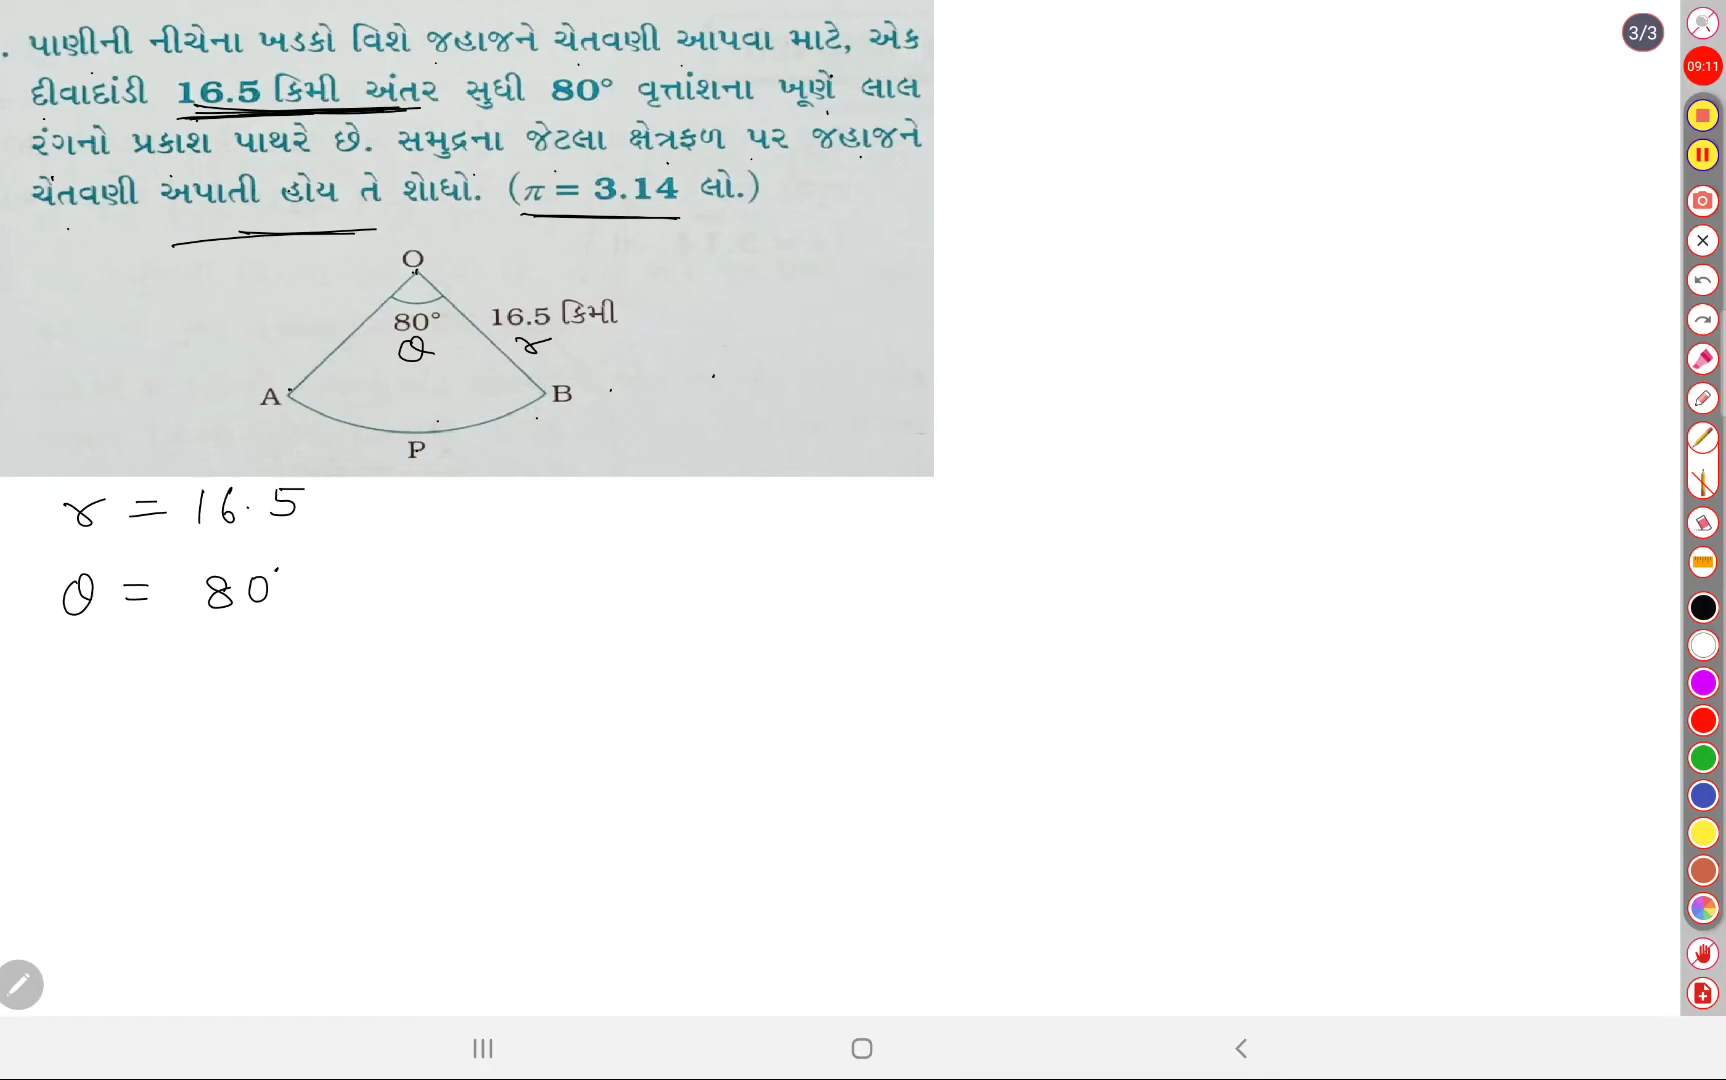 3/3
09:11
. પાણીની નીચેના ખડકો વિશે જહાજને ચેતવણી આપવા માટે, એક
દીવાદાંડી 16.5 કિમી અંતર સુધી 80° વૃત્તાંશના ખૂણે લાલ
રંગનો પ્રકાશ પાથરે છે. સમુદ્રના જેટલા ક્ષેત્રફળ પર જહાજને
ચેતવણી અપાતી હોય તે શોધો. (π = 3.14 લો.)
O
80° 16.5 કિમી
θ r
A B
P
r = 16.5
θ = 80°